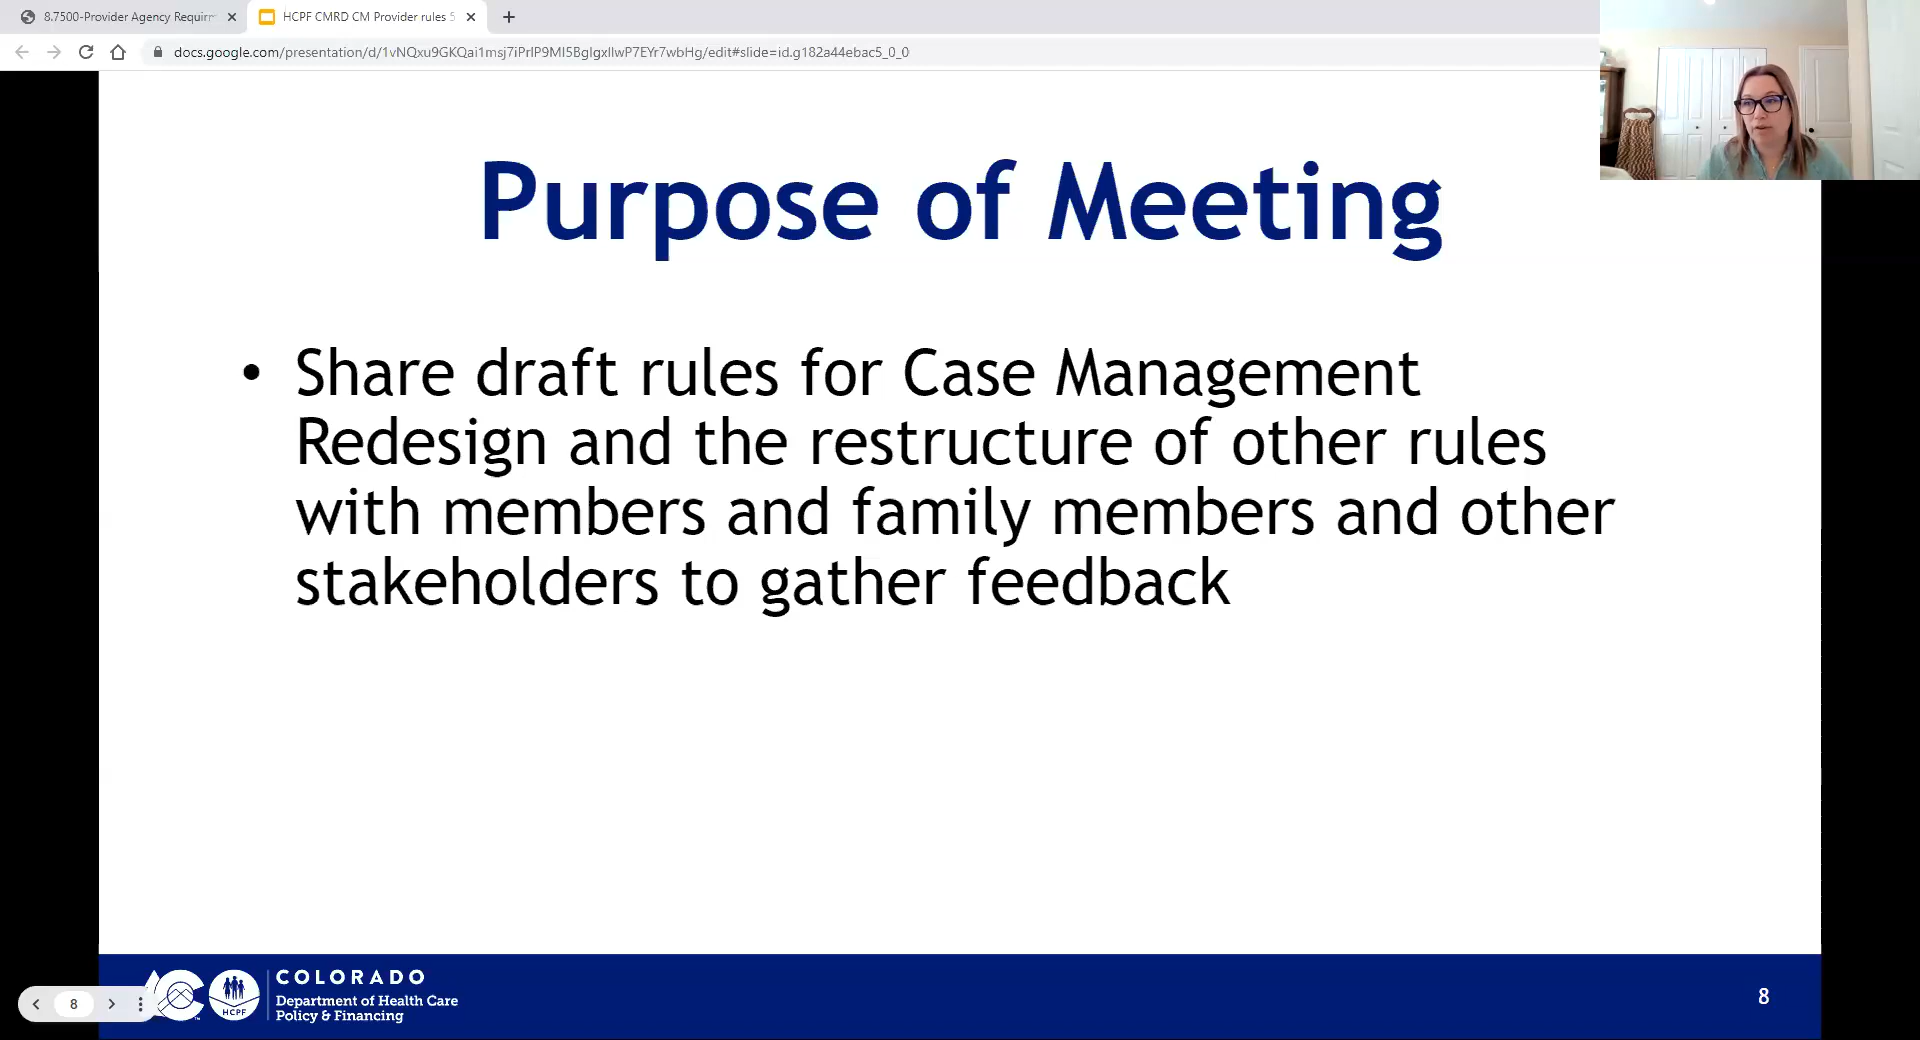 8.7500-Provider Agency Requirm
HCPF CMRD CM Provider rules 5
docs.google.com/presentation/d/1vNQxu9GKQai1msj7iPrIP9MI5BgIgxIIwP7EYr7wbHg/edit#slide=id.g182a44ebac5_0_0
Purpose of Meeting
• Share draft rules for Case Management
Redesign and the restructure of other rules
with members and family members and other
stakeholders to gather feedback
8
HCPF
COLORADO
Department of Health Care
Policy & Financing
8